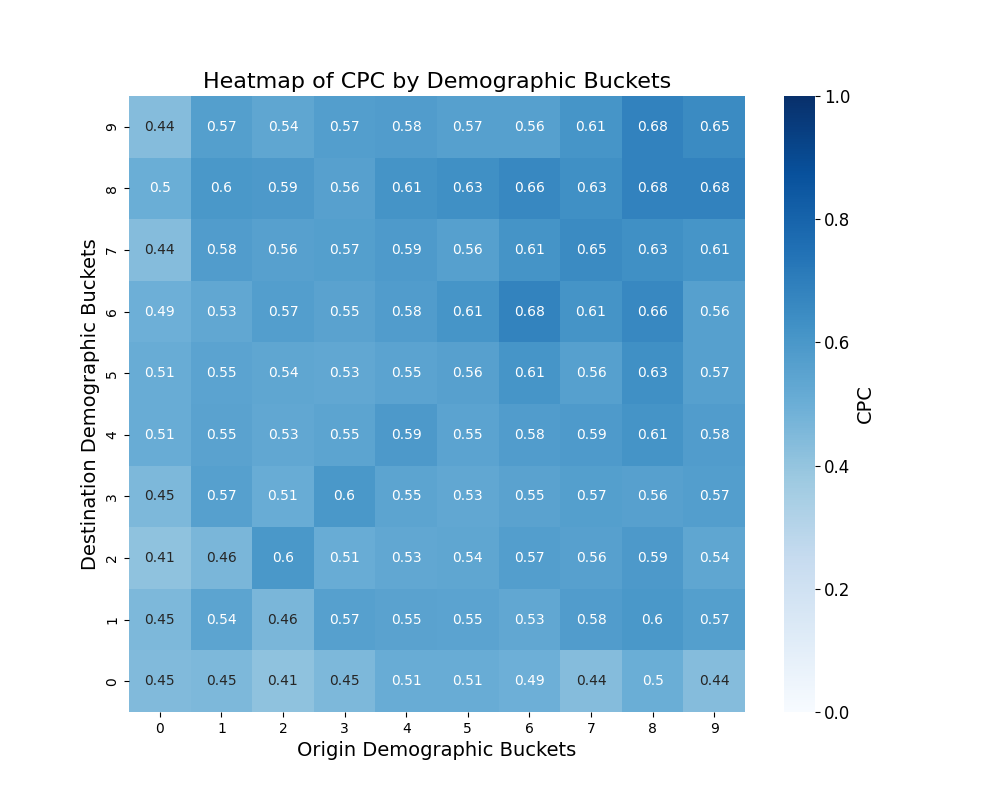 Heatmap of CPC by Demographic Buckets
9 0.44 0.57 0.54 0.57 0.58 0.57 0.56 0.61 0.68 0.65
8 0.5 0.6 0.59 0.56 0.61 0.63 0.66 0.63 0.68 0.68
7 0.44 0.58 0.56 0.57 0.59 0.56 0.61 0.65 0.63 0.61
6 0.49 0.53 0.57 0.55 0.58 0.61 0.68 0.61 0.66 0.56
5 0.51 0.55 0.54 0.53 0.55 0.56 0.61 0.56 0.63 0.57
4 0.51 0.55 0.53 0.55 0.59 0.55 0.58 0.59 0.61 0.58
3 0.45 0.57 0.51 0.6 0.55 0.53 0.55 0.57 0.56 0.57
2 0.41 0.46 0.6 0.51 0.53 0.54 0.57 0.56 0.59 0.54
1 0.45 0.54 0.46 0.57 0.55 0.55 0.53 0.58 0.6 0.57
0 0.45 0.45 0.41 0.45 0.51 0.51 0.49 0.44 0.5 0.44
0 1 2 3 4 5 6 7 8 9
Origin Demographic Buckets
Destination Demographic Buckets
1.0
0.8
0.6
0.4
0.2
0.0
CPC